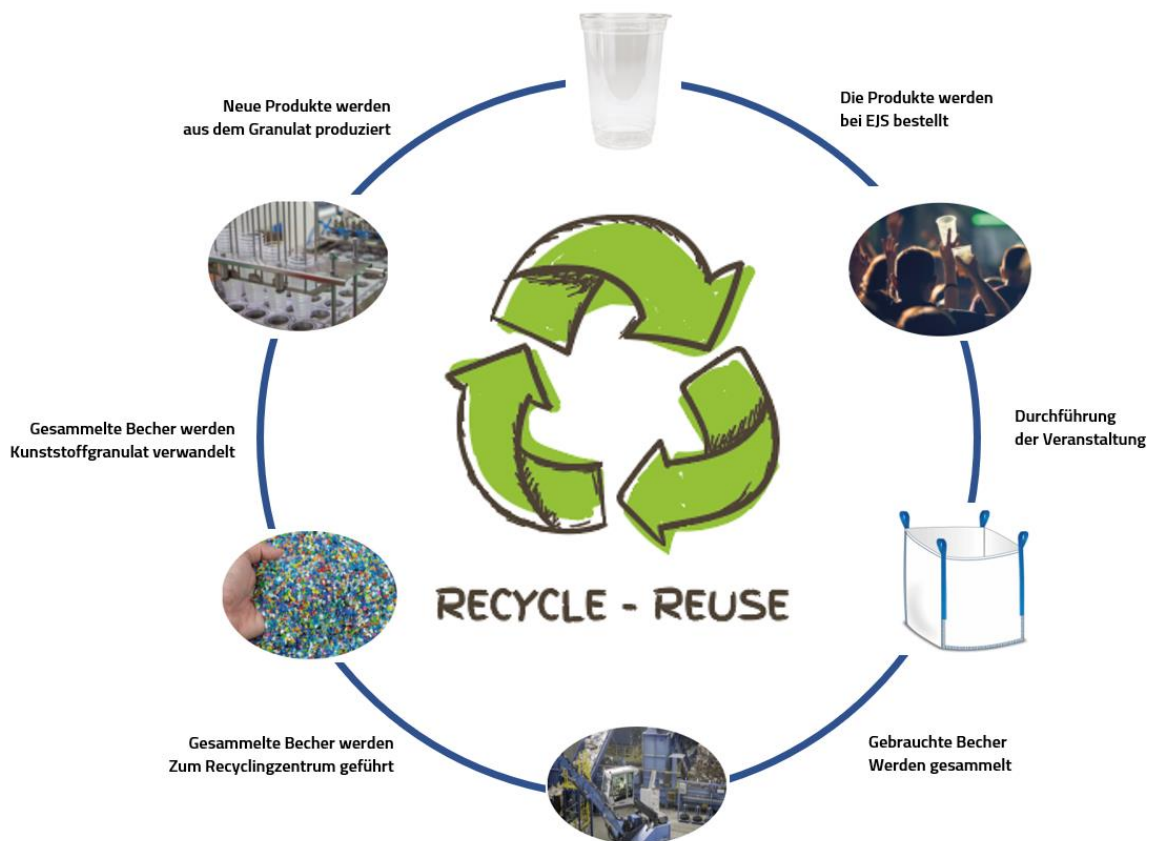 Neue Produkte werden
aus dem Granulat produziert
Die Produkte werden
bei EJS bestellt
Gesammelte Becher werden
Kunststoffgranulat verwandelt
Durchführung
der Veranstaltung
RECYCLE - REUSE
Gesammelte Becher werden
Zum Recyclingzentrum geführt
Gebrauchte Becher
Werden gesammelt